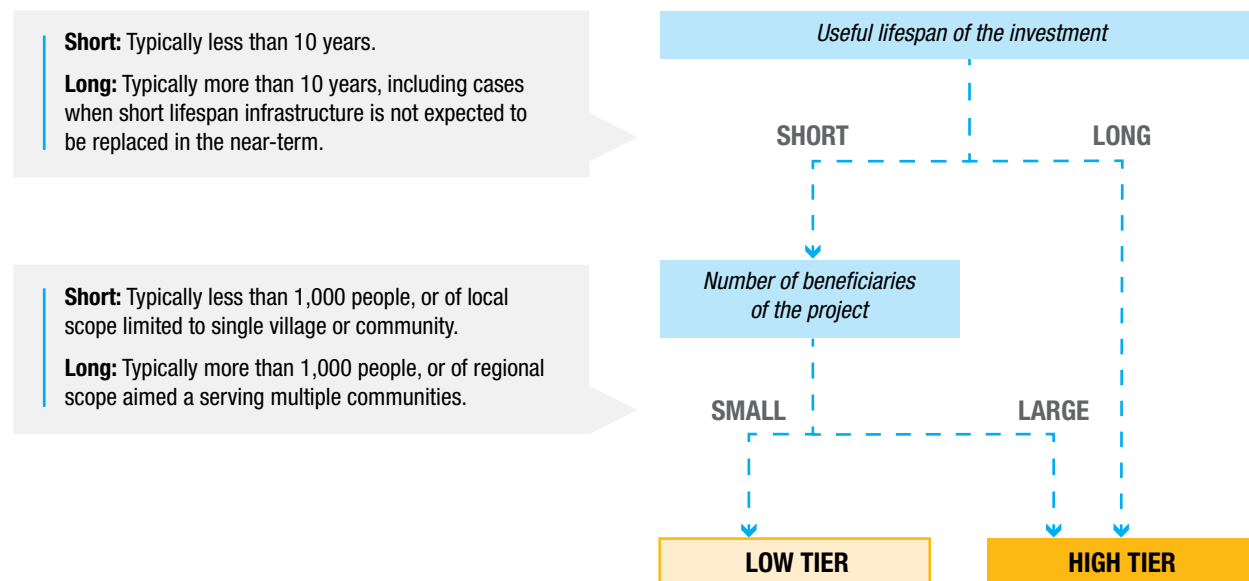 Short: Typically less than 10 years.
Long: Typically more than 10 years, including cases
when short lifespan infrastructure is not expected to
be replaced in the near-term.
Useful lifespan of the investment
SHORT
LONG
Short: Typically less than 1,000 people, or of local
scope limited to single village or community.
Long: Typically more than 1,000 people, or of regional
scope aimed a serving multiple communities.
Number of beneficiaries
of the project
SMALL
LARGE
LOW TIER
HIGH TIER